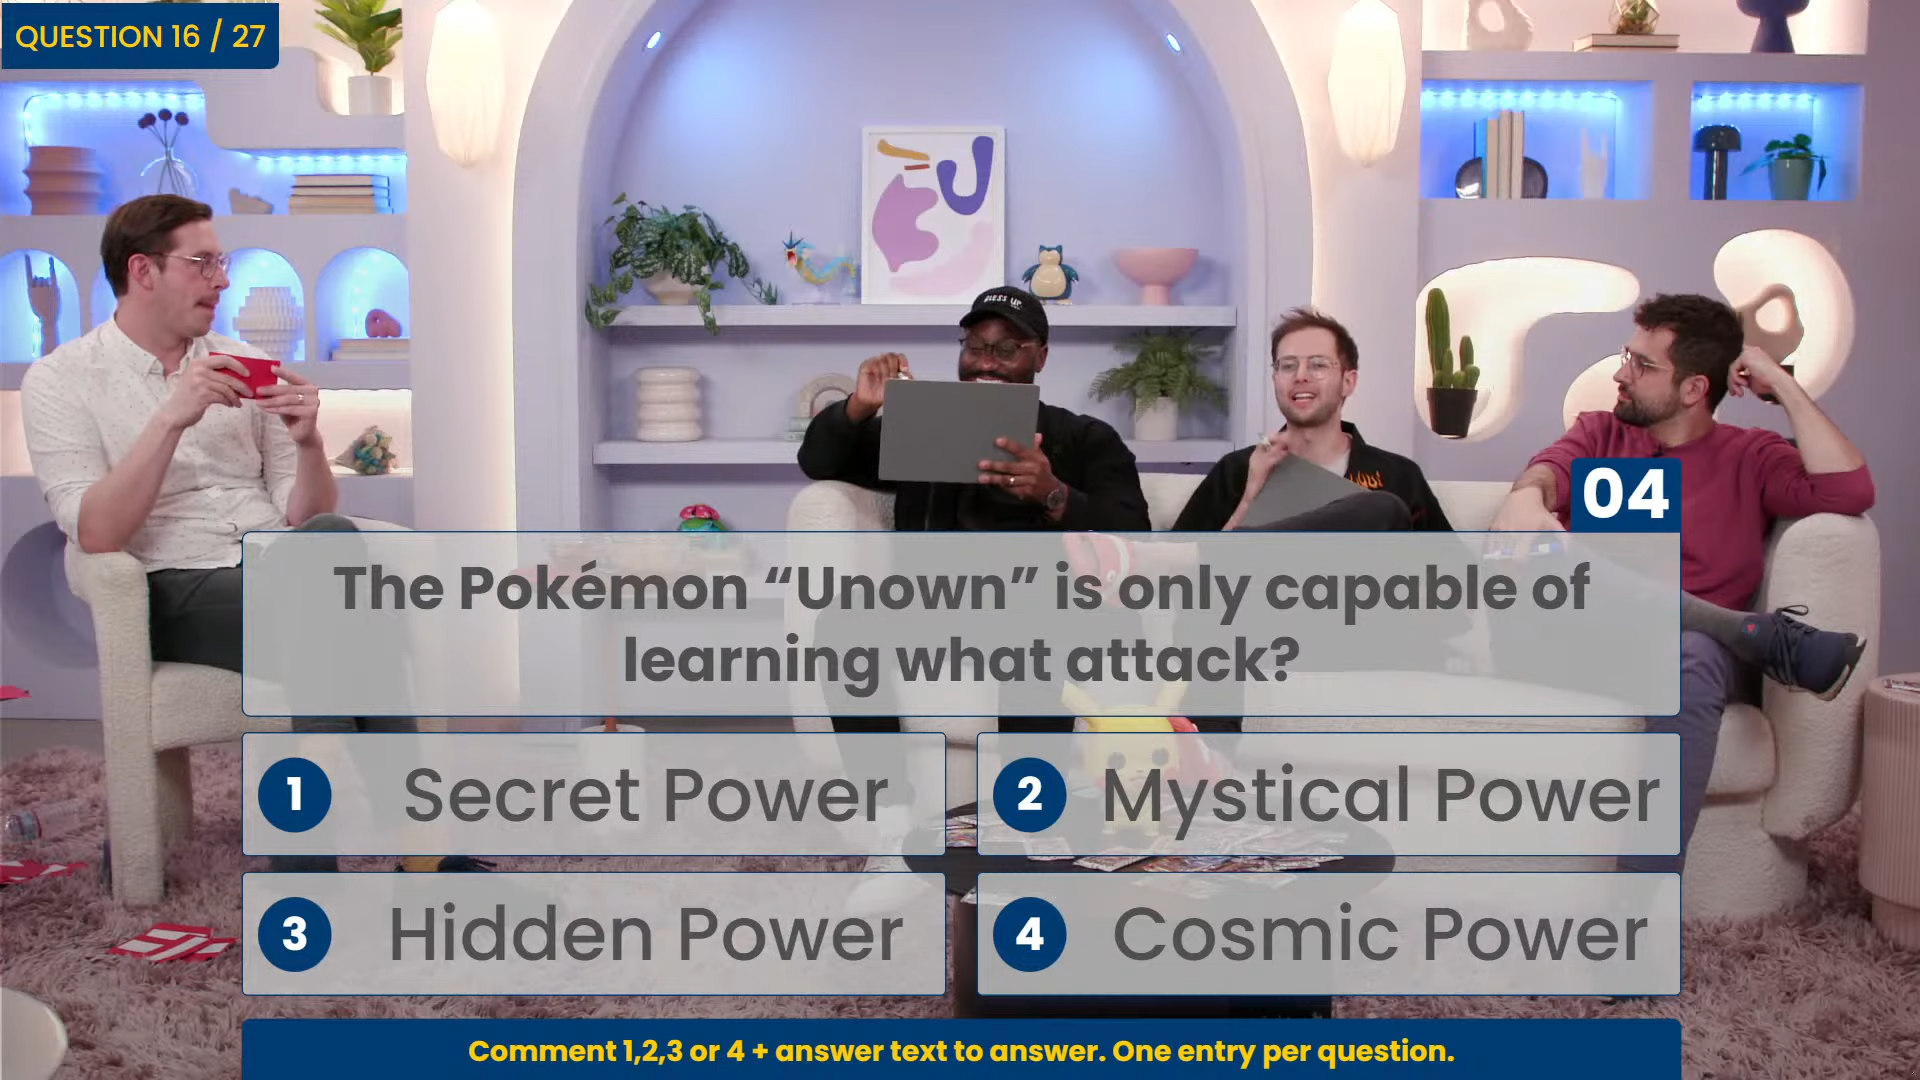 QUESTION 16 / 27
BLESS UP
04
The Pokémon “Unown” is only capable of
learning what attack?
1 Secret Power
2 Mystical Power
3 Hidden Power
4 Cosmic Power
Comment 1,2,3 or 4 + answer text to answer. One entry per question.